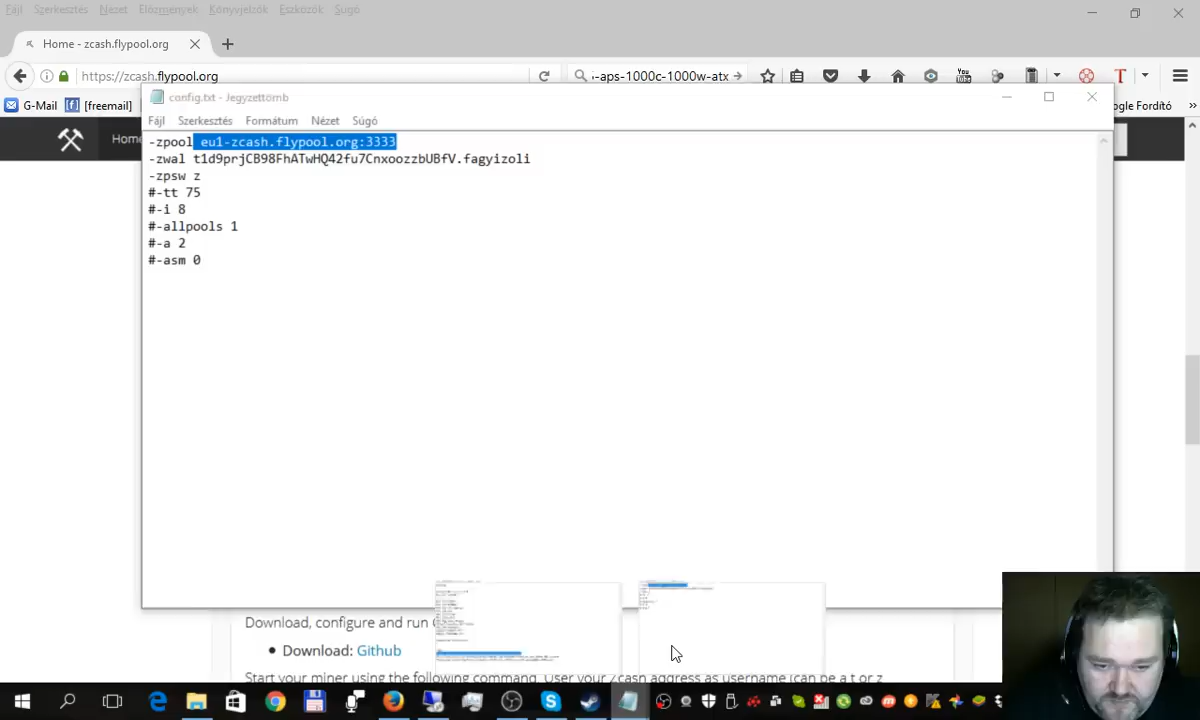 Fájl Szerkesztés Nézet Előzmények Könyvjelzők Eszközök Súgó
Home - zcash.flypool.org
https://zcash.flypool.org
-aps-1000c-1000w-atx
G-Mail [freemail]
ogle Fordító
Home
config.txt - Jegyzettömb
Fájl Szerkesztés Formátum Nézet Súgó
-zpool eu1-zcash.flypool.org:3333
-zwal t1d9prjCB98FhATwHQ42fu7CnxoozzbUBfV.fagyizoli
-zpsw z
#-tt 75
#-i 8
#-allpools 1
#-a 2
#-asm 0
Download, configure and run
Download: Github
Start your miner using the following command. User your Zcash address as username (can be a t or z